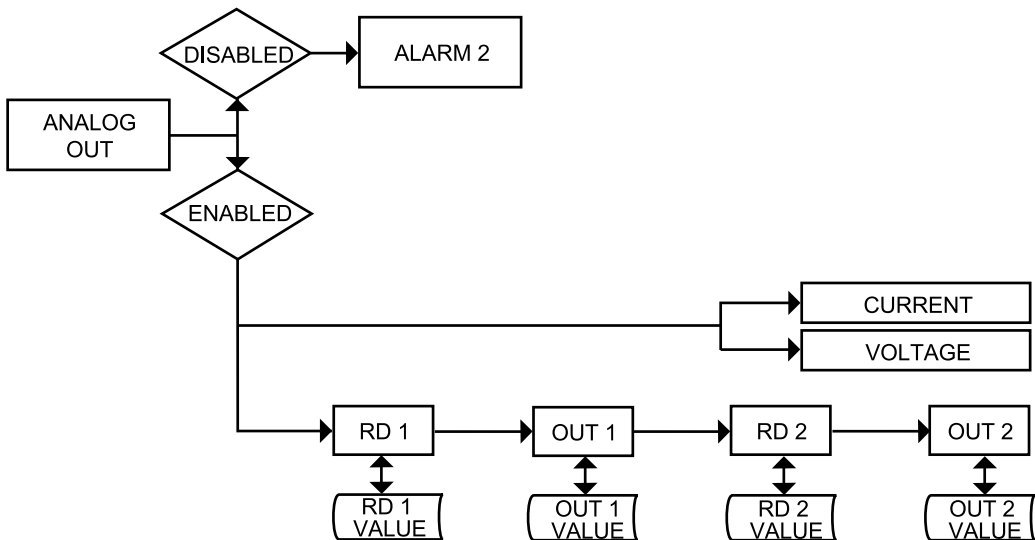 DISABLED
ALARM 2
ANALOG
OUT
ENABLED
CURRENT
VOLTAGE
RD 1
OUT 1
RD 2
OUT 2
RD 1
VALUE
OUT 1
VALUE
RD 2
VALUE
OUT 2
VALUE